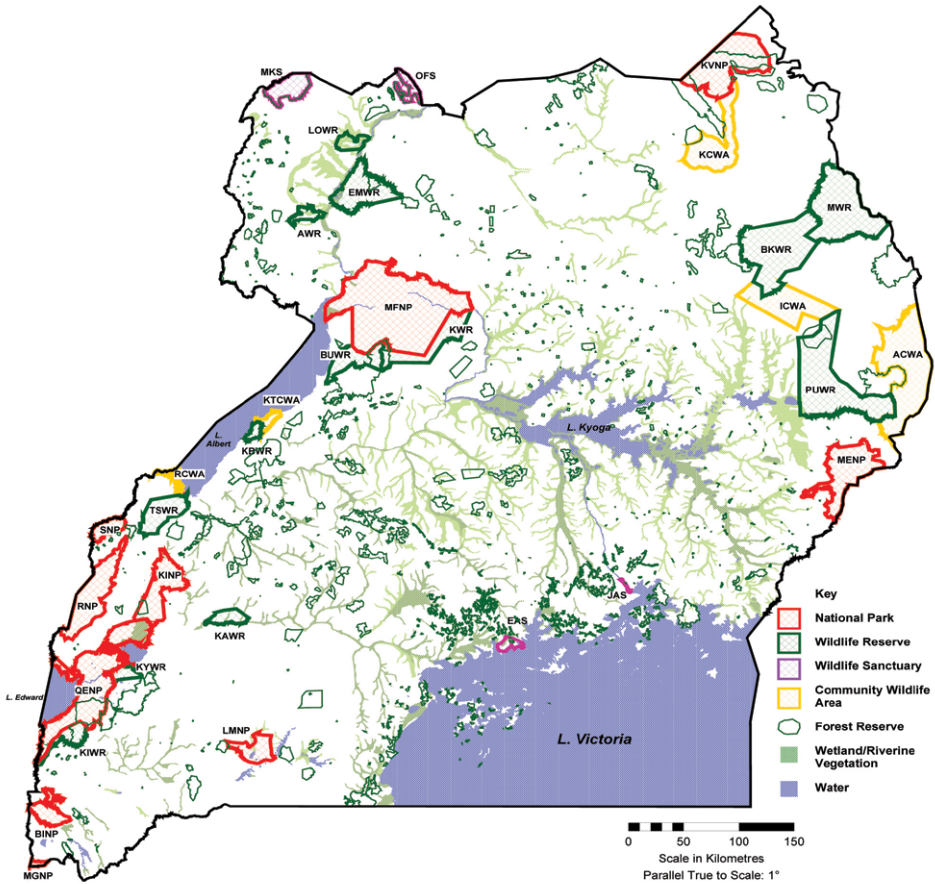 MKS
OFS
KVNP
LOWR
KCWA
EMWR
MWR
AWR
BKWR
MFNP
ICWA
KWR
BUWR
ACWA
PUWR
KTCWA
L. Kyoga
L.
Albert
KBWR
MENP
RCWA
TSWR
SNP
KINP
RNP
JAS
KAWR
EAS
KYWR
QENP
L. Edward
LMNP
KIWR
L. Victoria
BINP
MGNP
Key
National Park
Wildlife Reserve
Wildlife Sanctuary
Community Wildlife
Area
Forest Reserve
Wetland/Riverine
Vegetation
Water
0 50 100 150
Scale in Kilometres
Parallel True to Scale: 1°